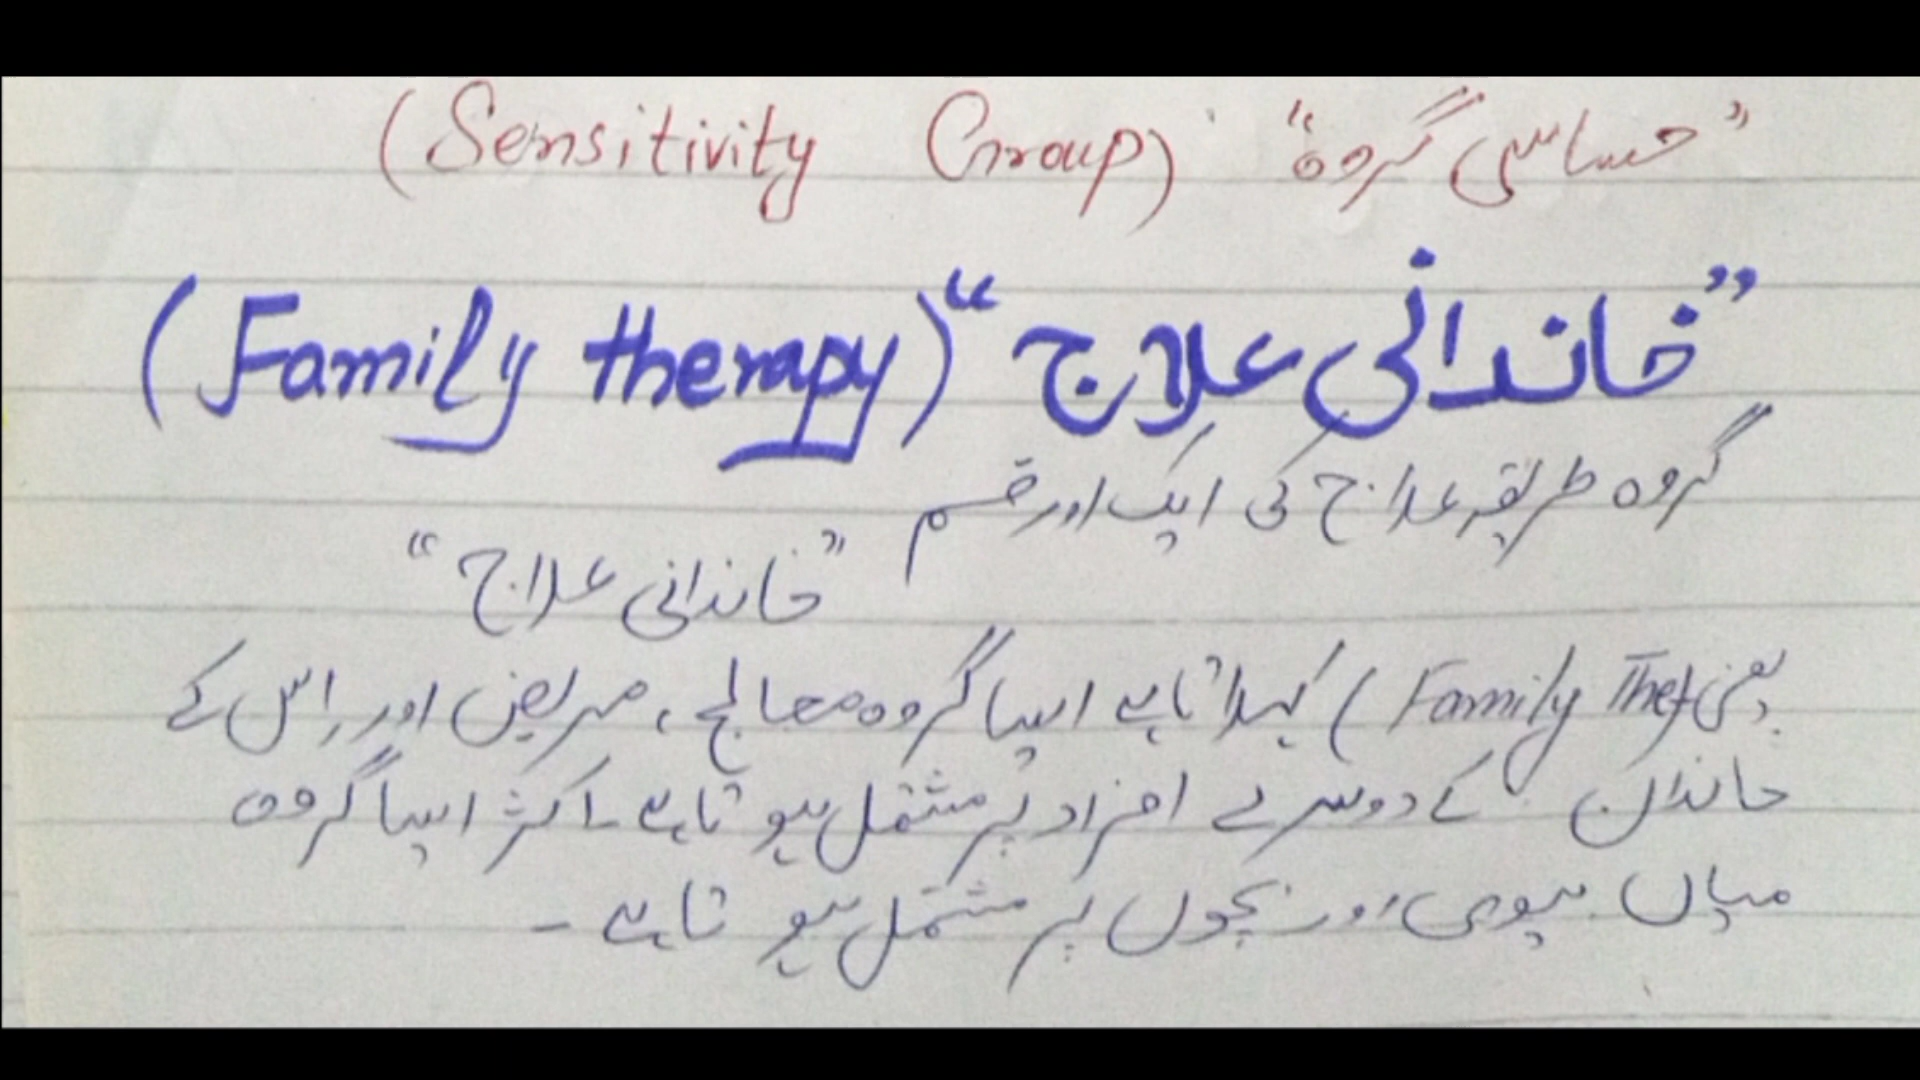 ”حساسی گروہ“ (Sensitivity Group)
”خاندانی علاج“ (Family therapy)
گروہ طریقہ علاج کی ایک اور قسم
”خاندانی علاج“
یعنی (Family The) کہلاتا ہے ایسا گروہ معالج، مریض اور اس کے
خاندان کے دوسرے افراد پر مشتمل ہوتا ہے۔ اکثر ایسا گروہ
میاں بیوی اور بچوں پر مشتمل ہوتا ہے۔